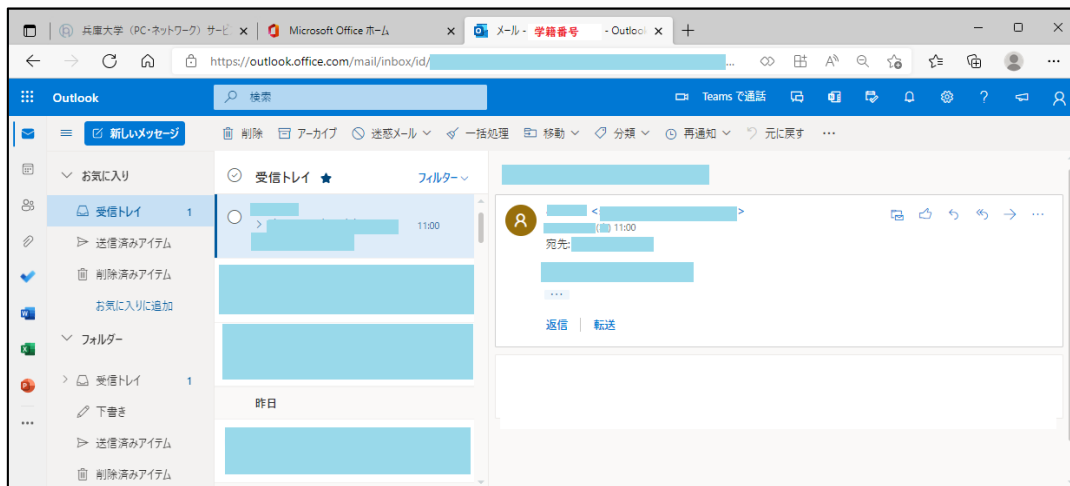 兵庫大学（PC・ネットワーク）サービ
Microsoft Office ホーム
メール - 学籍番号 - Outloo
https://outlook.office.com/mail/inbox/id/
...
Outlook
検索
Teams で通話
新しいメッセージ
削除
アーカイブ
迷惑メール
一括処理
移動
分類
再通知
元に戻す
...
お気に入り
受信トレイ 1
送信済みアイテム
削除済みアイテム
お気に入りに追加
フォルダー
受信トレイ 1
下書き
送信済みアイテム
削除済みアイテム
受信トレイ ★
フィルター
11:00
昨日
< >
( ) 11:00
宛先:
...
返信 | 転送